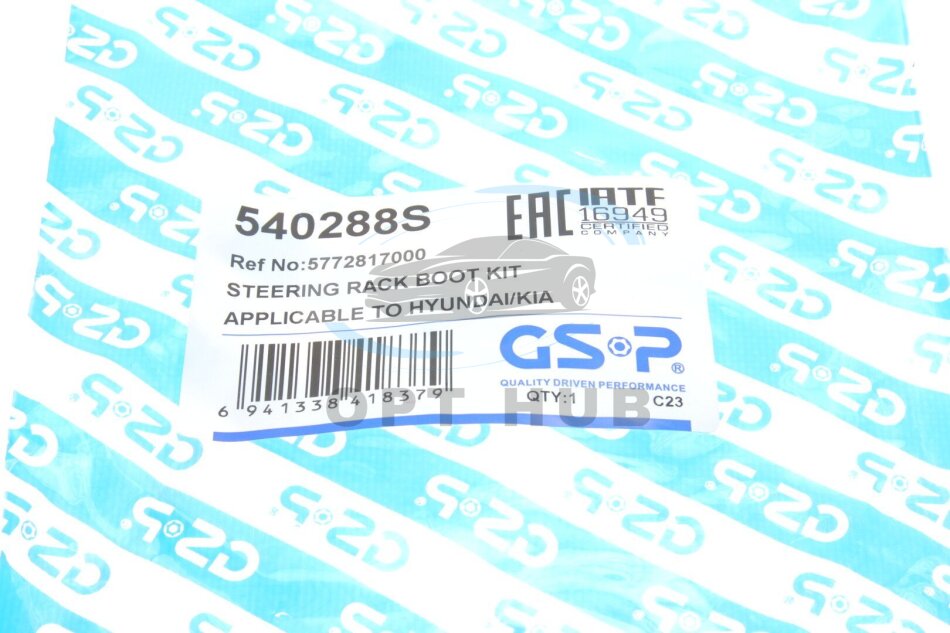 540288S
EAC
IATF
16949
CERTIFIED
COMPANY
Ref No:5772817000
STEERING RACK BOOT KIT
APPLICABLE TO HYUNDAI/KIA
GSP®
QUALITY DRIVEN PERFORMANCE
QTY:1 C23
6 941338 418379
OPT HUB